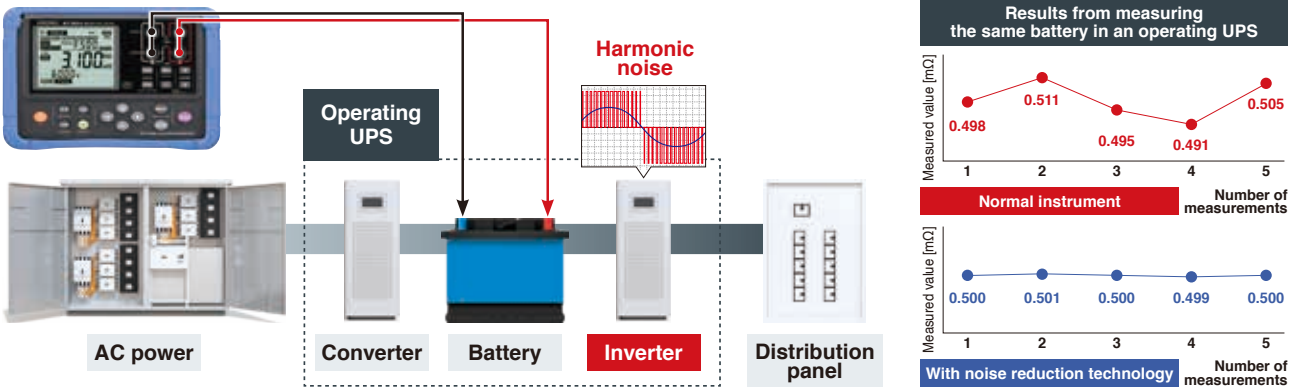 3.100
Harmonic
noise
Operating
UPS
AC power
Converter
Battery
Inverter
Distribution
panel
Results from measuring
the same battery in an operating UPS
Measured value [mΩ]
0.498
0.511
0.495
0.491
0.505
1 2 3 4 5
Normal instrument
Number of
measurements
Measured value [mΩ]
0.500
0.501
0.500
0.499
0.500
1 2 3 4 5
With noise reduction technology
Number of
measurements